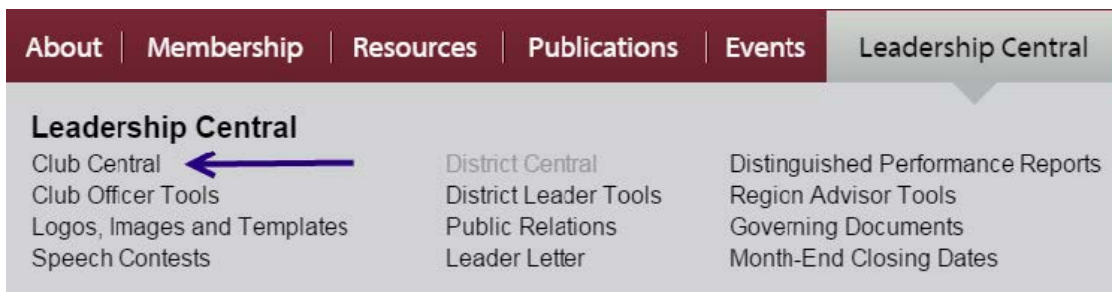 About Membership Resources Publications Events Leadership Central
Leadership Central
Club Central District Central Distinguished Performance Reports
Club Officer Tools District Leader Tools Region Advisor Tools
Logos, Images and Templates Public Relations Governing Documents
Speech Contests Leader Letter Month-End Closing Dates